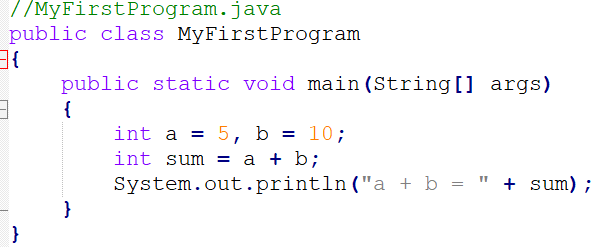 //MyFirstProgram.java
public class MyFirstProgram
{
    public static void main(String[] args)
    {
        int a = 5, b = 10;
        int sum = a + b;
        System.out.println("a + b = " + sum);
    }
}